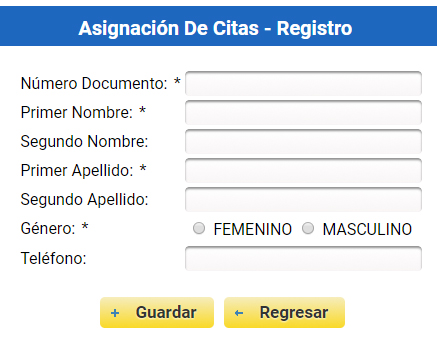 Asignación De Citas - Registro
Número Documento: *
Primer Nombre: *
Segundo Nombre:
Primer Apellido: *
Segundo Apellido:
Género: * FEMENINO MASCULINO
Teléfono:
+ Guardar ← Regresar